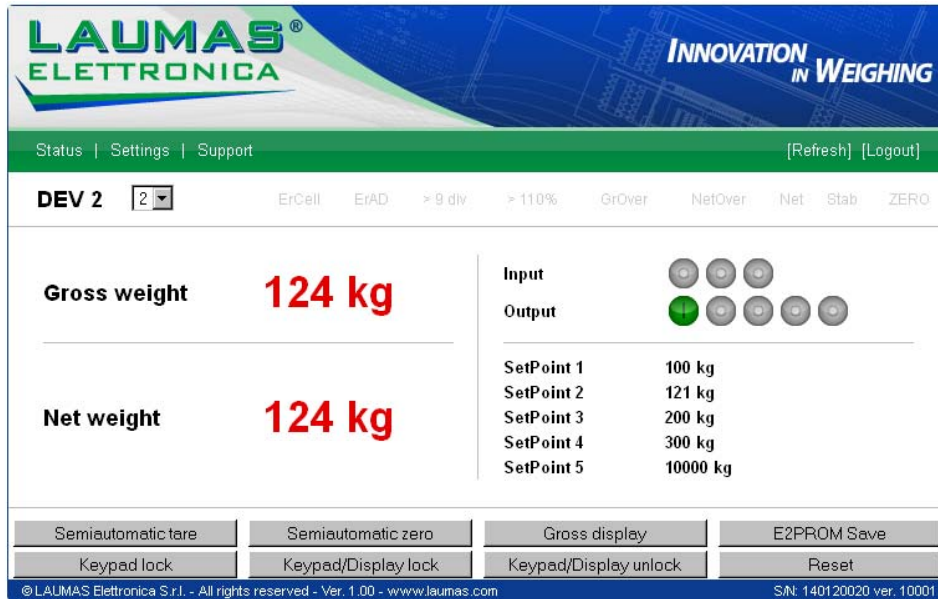 LAUMAS®
ELETTRONICA
INNOVATION
IN WEIGHING
Status | Settings | Support [Refresh] [Logout]
DEV 2 2 ErCell ErAD > 9 div > 110% GrOver NetOver Net Stab ZERO
Gross weight 124 kg
Input
Output
Net weight 124 kg
SetPoint 1 100 kg
SetPoint 2 121 kg
SetPoint 3 200 kg
SetPoint 4 300 kg
SetPoint 5 10000 kg
Semiautomatic tare Semiautomatic zero Gross display E2PROM Save
Keypad lock Keypad/Display lock Keypad/Display unlock Reset
© LAUMAS Elettronica S.r.l. - All rights reserved - Ver. 1.00 - www.laumas.com S/N: 140120020 ver. 10001